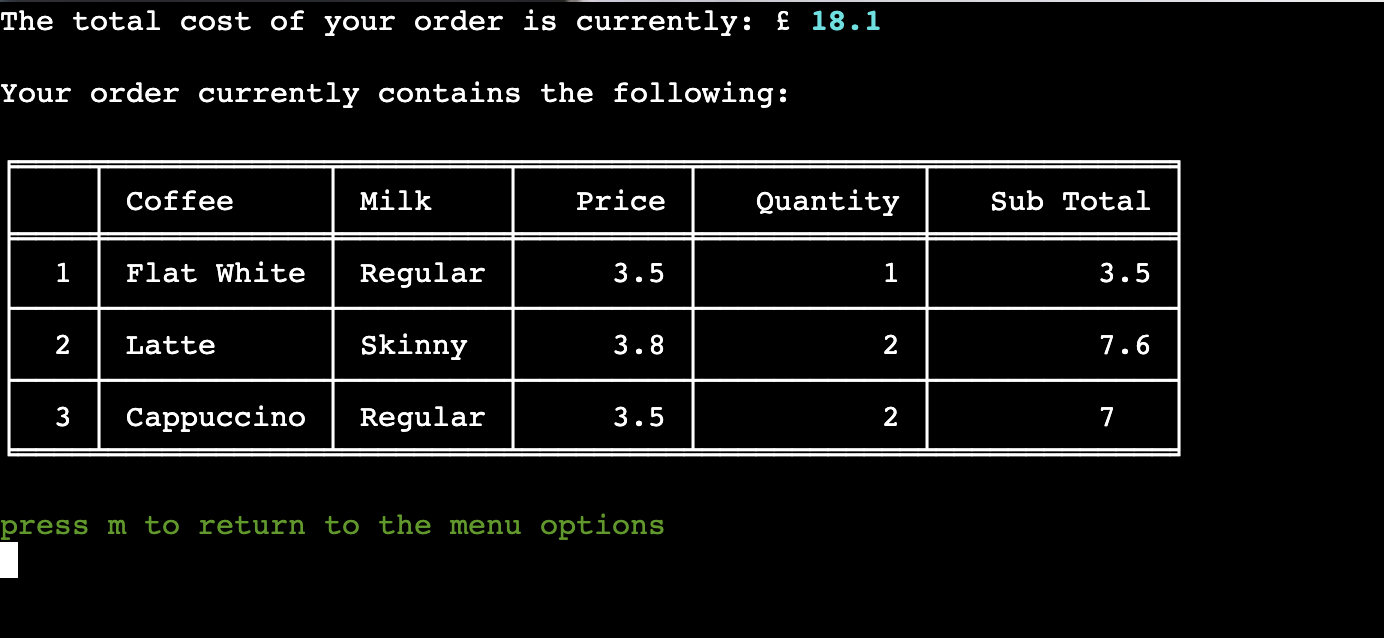 The total cost of your order is currently: £ 18.1
Your order currently contains the following:
Coffee Milk Price Quantity Sub Total
1 Flat White Regular 3.5 1 3.5
2 Latte Skinny 3.8 2 7.6
3 Cappuccino Regular 3.5 2 7
press m to return to the menu options